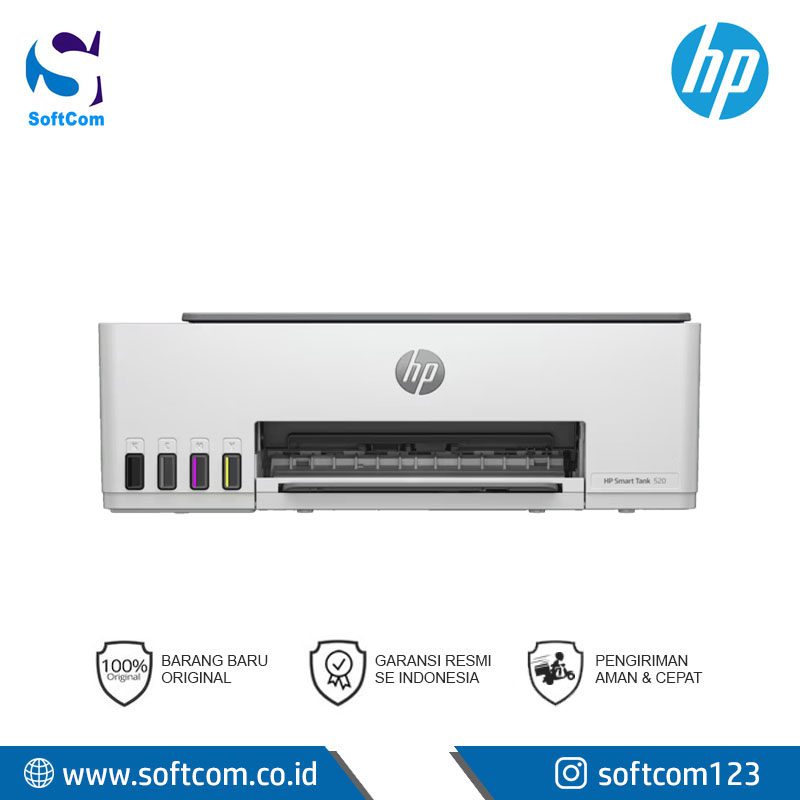 SoftCom
hp
hp
HP Smart Tank 520
100%
Original
BARANG BARU
ORIGINAL
GARANSI RESMI
SE INDONESIA
PENGIRIMAN
AMAN & CEPAT
www.softcom.co.id
softcom123